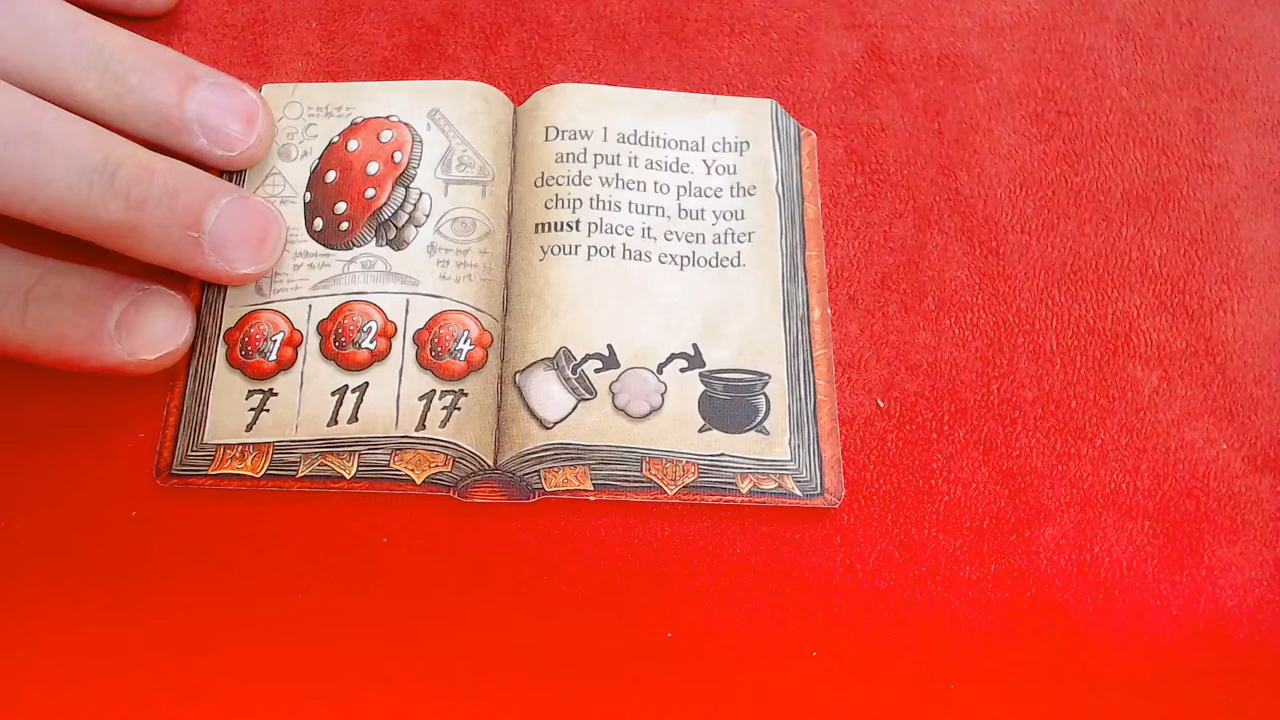 1 2 4
7 11 17
Draw 1 additional chip
and put it aside. You
decide when to place the
chip this turn, but you
must place it, even after
your pot has exploded.